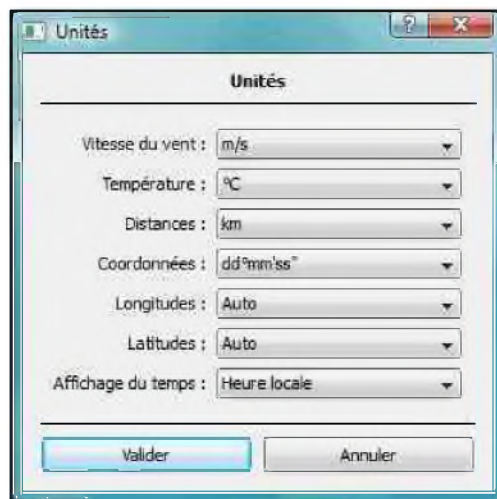 Unités
Unités
Vitesse du vent : m/s
Température : °C
Distances : km
Coordonnées : dd°mm'ss"
Longitudes : Auto
Latitudes : Auto
Affichage du temps : Heure locale
Valider Annuler